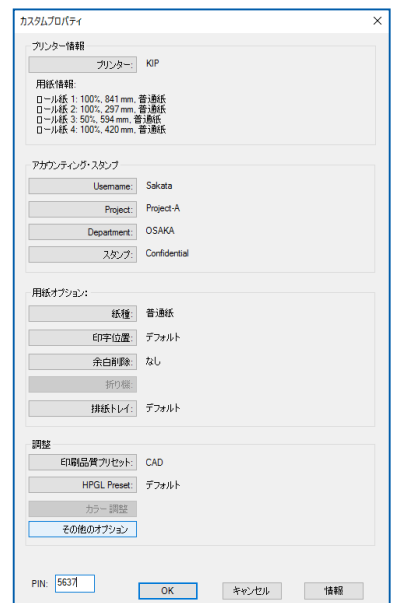 カスタムプロパティ
プリンター情報
プリンター: KIP
用紙情報:
ロール紙 1: 100%, 841 mm, 普通紙
ロール紙 2: 100%, 297 mm, 普通紙
ロール紙 3: 50%, 594 mm, 普通紙
ロール紙 4: 100%, 420 mm, 普通紙
アカウンティング・スタンプ
Username: Sakata
Project: Project-A
Department: OSAKA
スタンプ: Confidential
用紙オプション:
紙種: 普通紙
印字位置: デフォルト
余白削除: なし
折り機:
排紙トレイ: デフォルト
調整
印刷品質プリセット: CAD
HPGL Preset: デフォルト
カラー調整
その他のオプション
PIN: 5637
OK キャンセル 情報